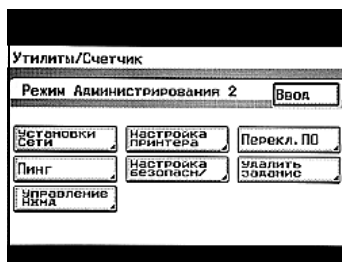 Утилиты/Счетчик
Режим Администрирования 2
Ввод
Установки
Сети
Настройка
принтера
Перекл. ПО
Пинг
Настройка
безопасн/
Удалить
задание
Управление
НЖМД